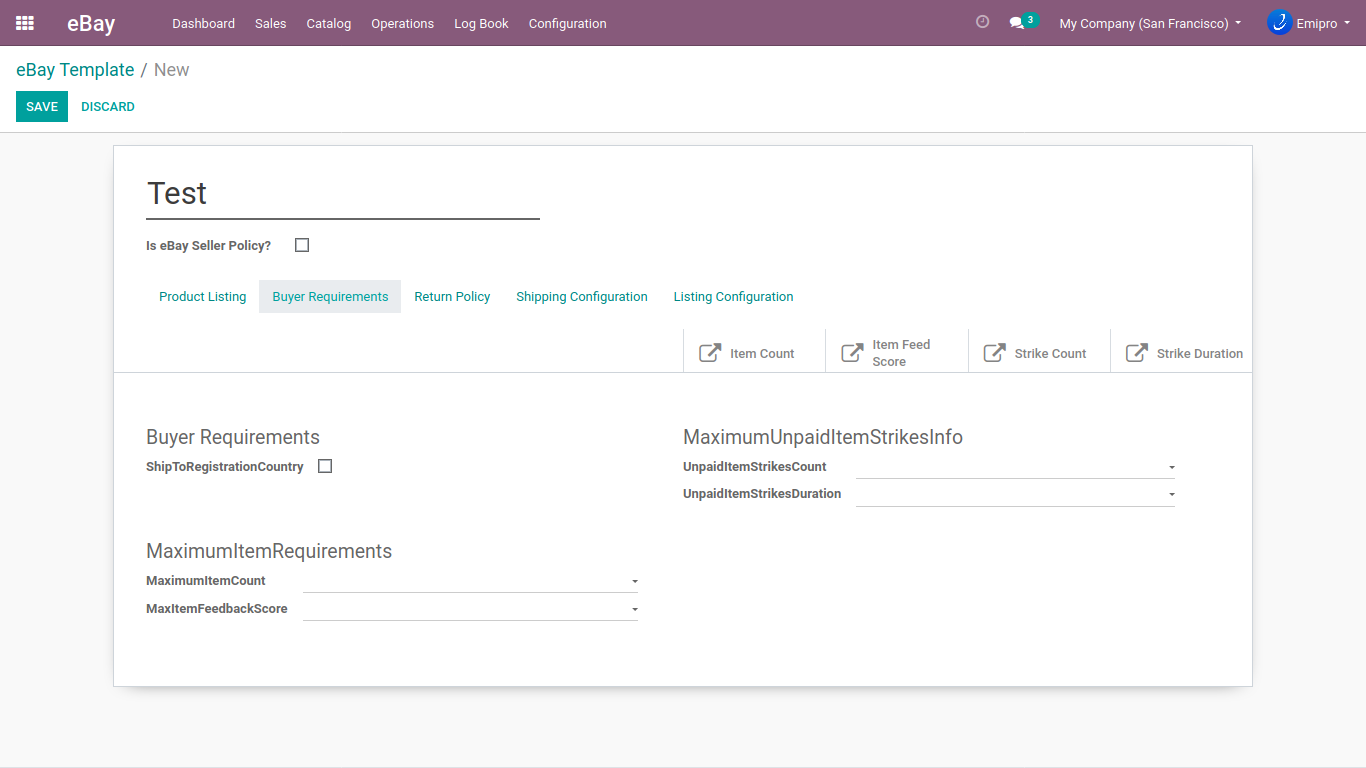 eBay Dashboard Sales Catalog Operations Log Book Configuration 3 My Company (San Francisco) Emipro
eBay Template / New
SAVE DISCARD
Test
Is eBay Seller Policy?
Product Listing Buyer Requirements Return Policy Shipping Configuration Listing Configuration
Item Count Item Feed Score Strike Count Strike Duration
Buyer Requirements
ShipToRegistrationCountry
MaximumUnpaidItemStrikesInfo
UnpaidItemStrikesCount
UnpaidItemStrikesDuration
MaximumItemRequirements
MaximumItemCount
MaxItemFeedbackScore